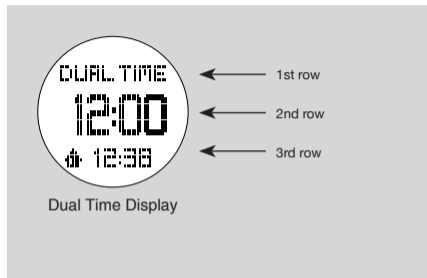 DUAL TIME
1st row
12:00
2nd row
12:38
3rd row
Dual Time Display